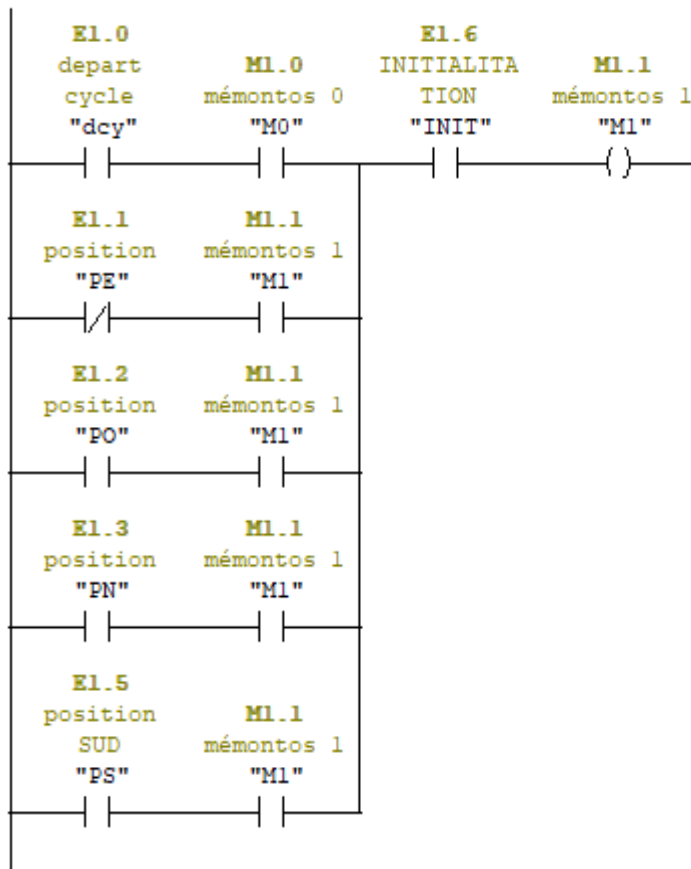 E1.0 E1.6
depart M1.0 INITIALITA M1.1
cycle mémontos 0 TION mémontos 1
"dcy" "M0" "INIT" "M1"
E1.1 M1.1
position mémontos 1
"PE" "M1"
E1.2 M1.1
position mémontos 1
"PO" "M1"
E1.3 M1.1
position mémontos 1
"PN" "M1"
E1.5
position M1.1
SUD mémontos 1
"PS" "M1"